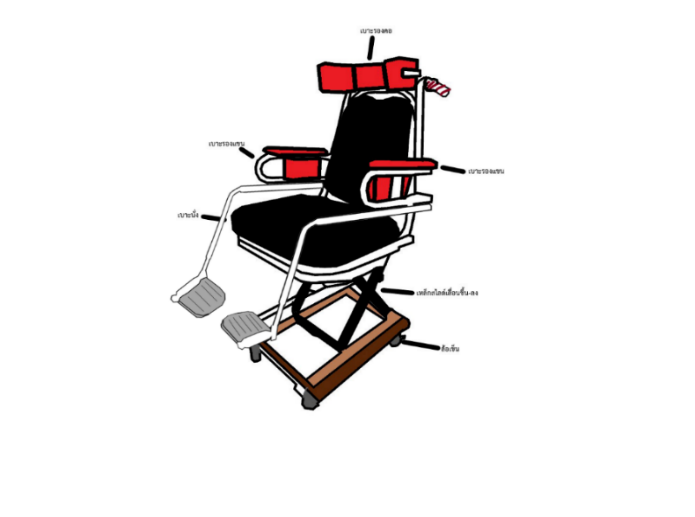 เบาะรองคอ
เบาะรองแขน
เบาะรองแขน
เบาะนั่ง
เหล็กสไลด์เลื่อนขึ้น-ลง
ล้อเข็น